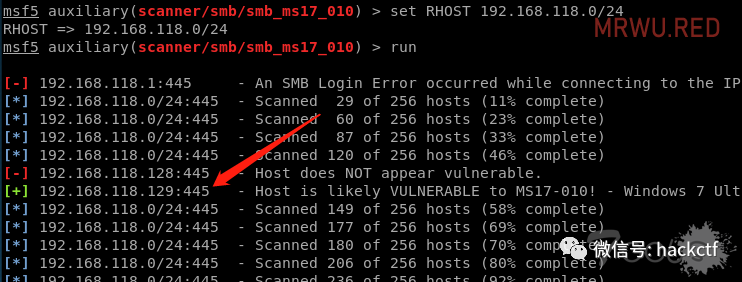 msf5 auxiliary(scanner/smb/smb_ms17_010) > set RHOST 192.168.118.0/24
RHOST => 192.168.118.0/24
MRWU.RED
msf5 auxiliary(scanner/smb/smb_ms17_010) > run
[-] 192.168.118.1:445 - An SMB Login Error occurred while connecting to the IP
[*] 192.168.118.0/24:445 - Scanned 29 of 256 hosts (11% complete)
[*] 192.168.118.0/24:445 - Scanned 60 of 256 hosts (23% complete)
[*] 192.168.118.0/24:445 - Scanned 87 of 256 hosts (33% complete)
[*] 192.168.118.0/24:445 - Scanned 120 of 256 hosts (46% complete)
[-] 192.168.118.128:445 - Host does NOT appear vulnerable.
[+] 192.168.118.129:445 - Host is likely VULNERABLE to MS17-010! - Windows 7 Ult
[*] 192.168.118.0/24:445 - Scanned 149 of 256 hosts (58% complete)
[*] 192.168.118.0/24:445 - Scanned 177 of 256 hosts (69% complete)
[*] 192.168.118.0/24:445 - Scanned 180 of 256 hosts (70% complete)
[*] 192.168.118.0/24:445 - Scanned 206 of 256 hosts (80%
微信号: hackctf
[*] 192.168.118.0/24:445 - Scanned 236 of 256 hosts (92% complete)